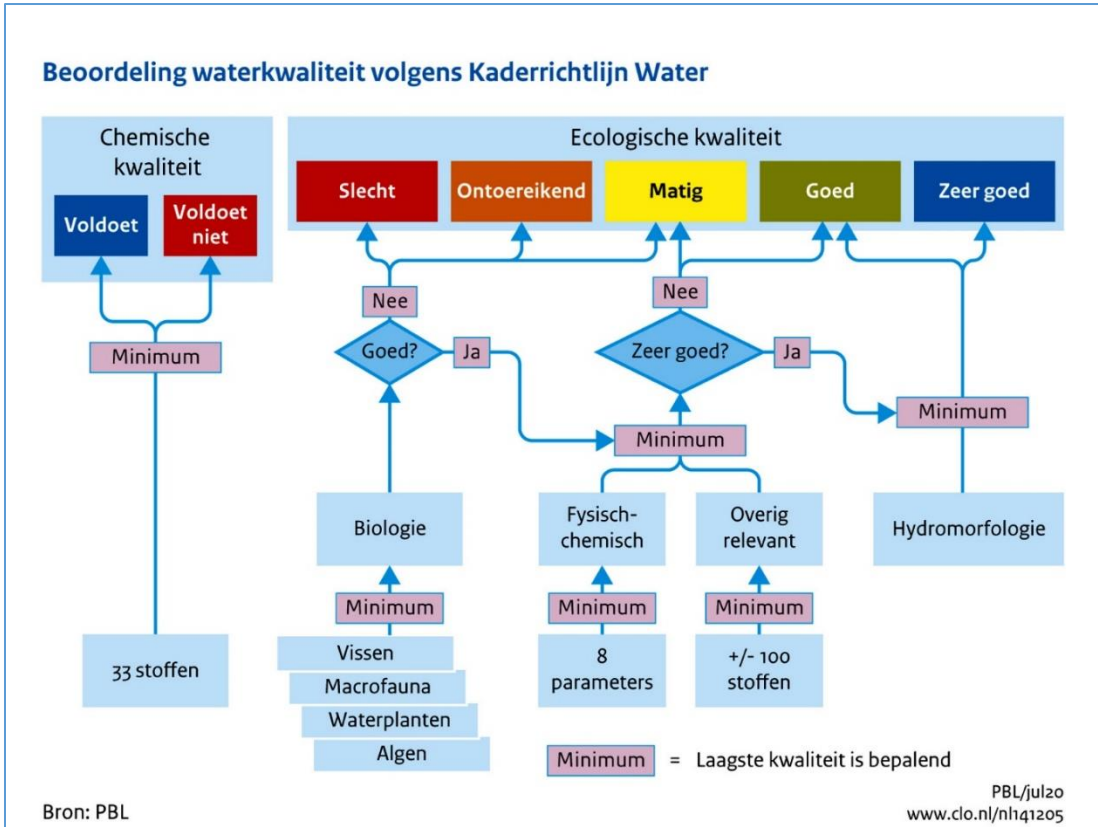 Beoordeling waterkwaliteit volgens Kaderrichtlijn Water
Chemische
kwaliteit
Voldoet
Voldoet
niet
Minimum
33 stoffen
Ecologische kwaliteit
Slecht
Ontoereikend
Matig
Goed
Zeer goed
Nee
Nee
Goed?
Ja
Zeer goed?
Ja
Minimum
Minimum
Biologie
Fysisch-
chemisch
Overig
relevant
Hydromorfologie
Minimum
Minimum
Minimum
Vissen
Macrofauna
Waterplanten
Algen
8
parameters
+/- 100
stoffen
Minimum = Laagste kwaliteit is bepalend
Bron: PBL
PBL/jul20
www.clo.nl/nl141205